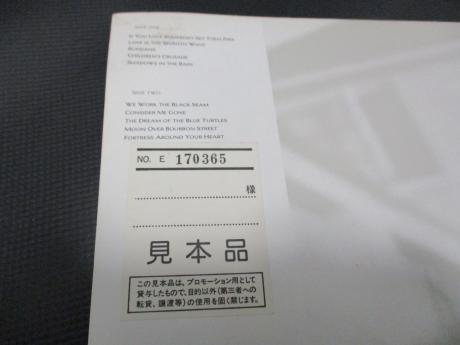 SIDE ONE
IF YOU LOVE SOMEBODY SET THEM FREE
LOVE IS THE SEVENTH WAVE
RUSSIANS
CHILDREN'S CRUSADE
SHADOWS IN THE RAIN
SIDE TWO
WE WORK THE BLACK SEAM
CONSIDER ME GONE
THE DREAM OF THE BLUE TURTLES
MOON OVER BOURBON STREET
FORTRESS AROUND YOUR HEART
NO. E 170365
様
見本品
この見本品は、プロモーション用として
貸与したもので、目的以外(第三者への
転貸、譲渡等)の使用を固く禁じます。